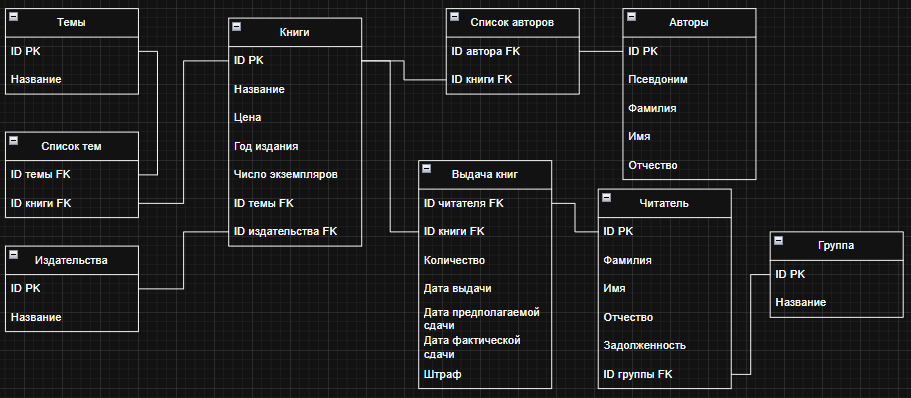 Темы
ID PK
Название
Список тем
ID темы FK
ID книги FK
Издательства
ID PK
Название
Книги
ID PK
Название
Цена
Год издания
Число экземпляров
ID темы FK
ID издательства FK
Список авторов
ID автора FK
ID книги FK
Авторы
ID PK
Псевдоним
Фамилия
Имя
Отчество
Выдача книг
ID читателя FK
ID книги FK
Количество
Дата выдачи
Дата предполагаемой
сдачи
Дата фактической
сдачи
Штраф
Читатель
ID PK
Фамилия
Имя
Отчество
Задолженность
ID группы FK
Группа
ID PK
Название